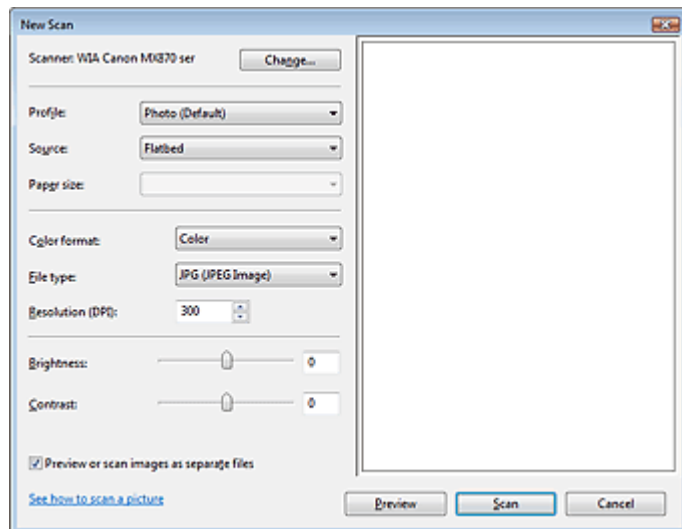 New Scan
Scanner: WIA Canon MX870 ser
Change...
Profile:
Photo (Default)
Source:
Flatbed
Paper size:
Color format:
Color
File type:
JPG (JPEG Image)
Resolution (DPI):
300
Brightness:
0
Contrast:
0
Preview or scan images as separate files
See how to scan a picture
Preview
Scan
Cancel